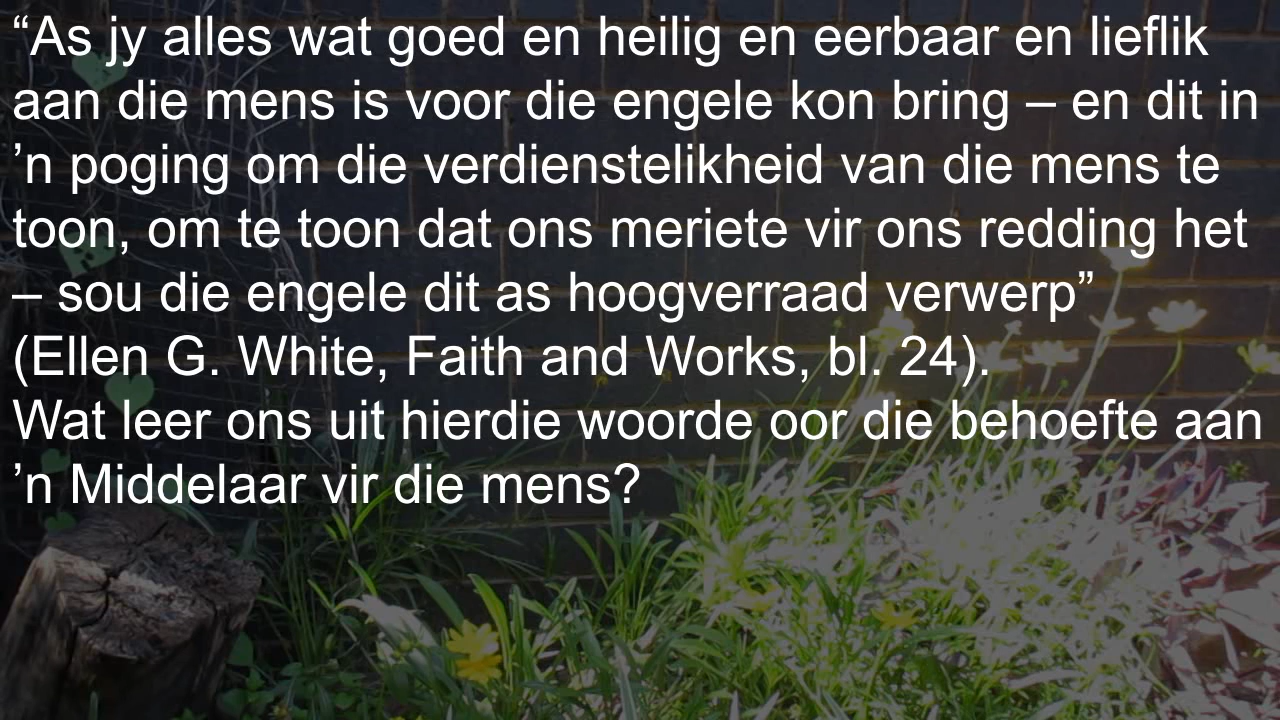 “As jy alles wat goed en heilig en eerbaar en lieflik
aan die mens is voor die engele kon bring – en dit in
’n poging om die verdienstelikheid van die mens te
toon, om te toon dat ons meriete vir ons redding het
– sou die engele dit as hoogverraad verwerp”
(Ellen G. White, Faith and Works, bl. 24).
Wat leer ons uit hierdie woorde oor die behoefte aan
’n Middelaar vir die mens?